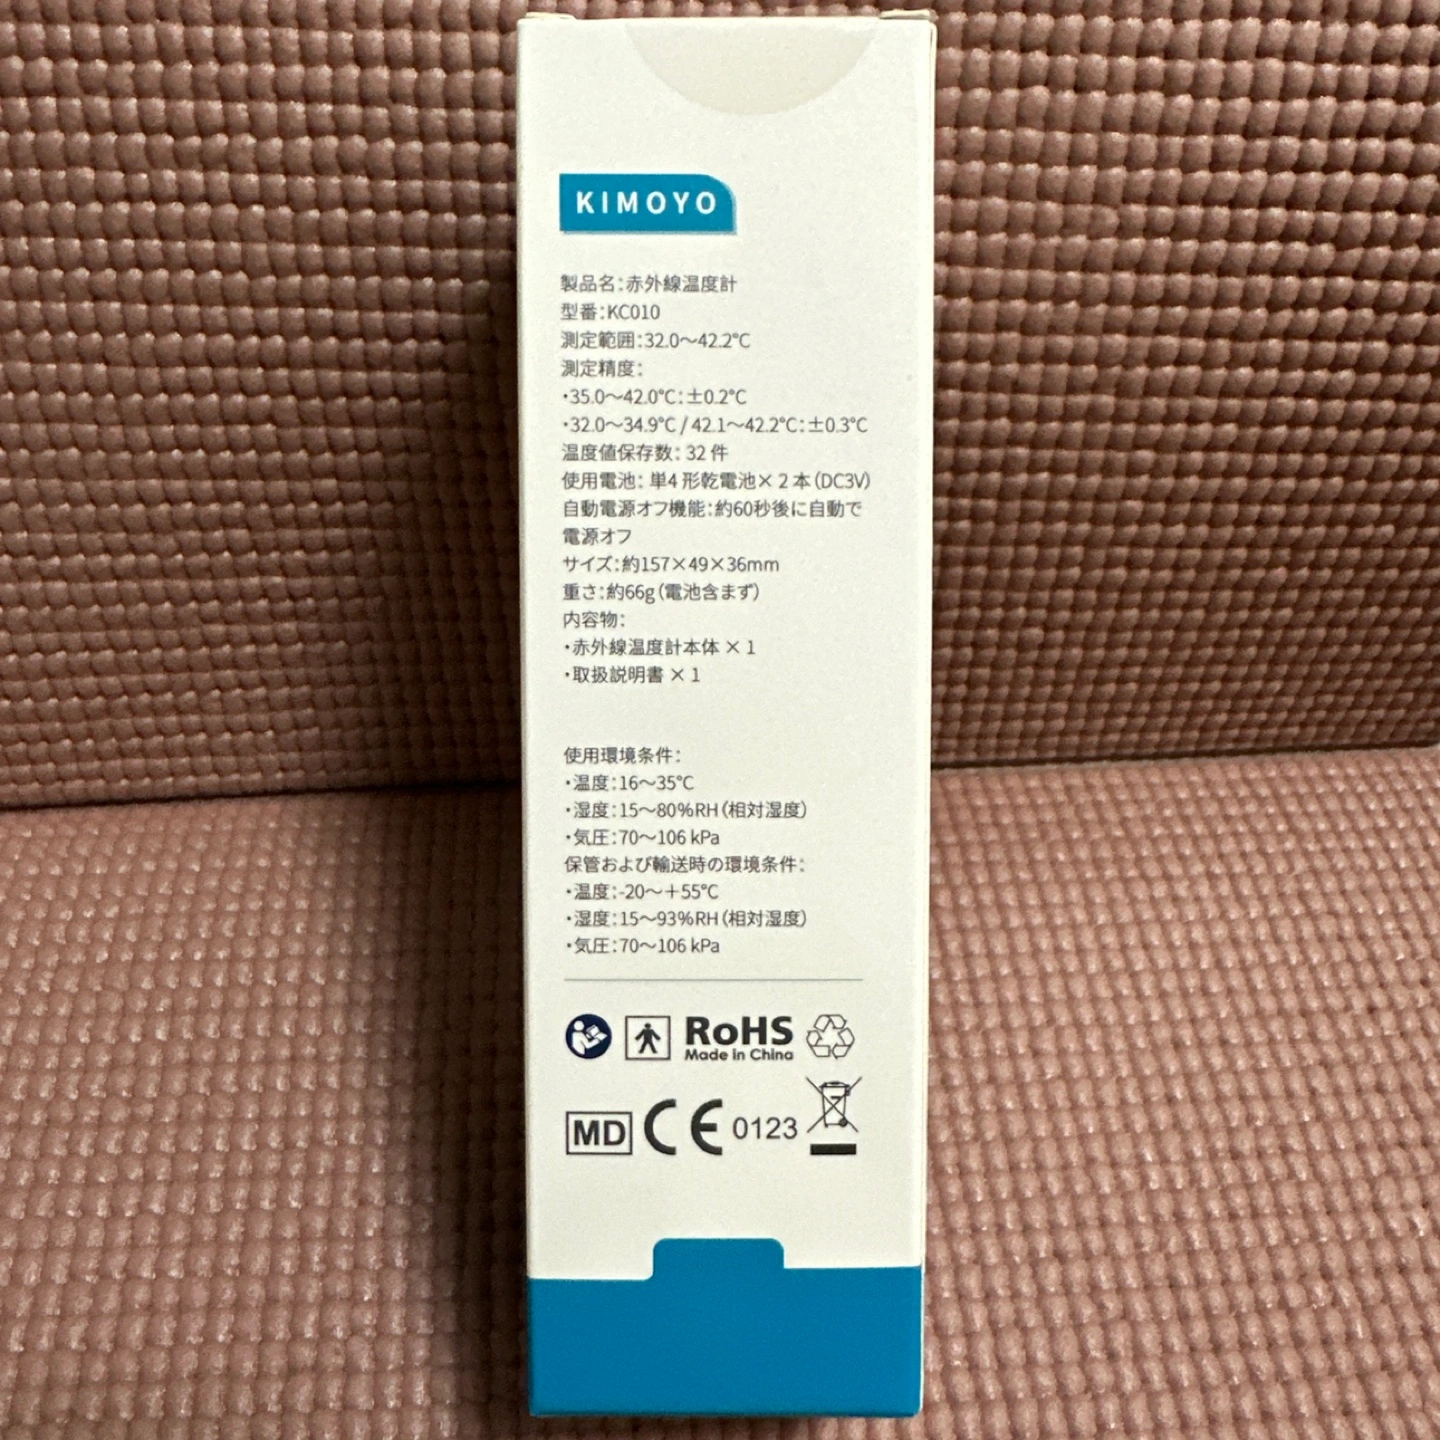 KIMOYO
製品名：赤外線温度計
型番：KC010
測定範囲：32.0〜42.2℃
測定精度：
・35.0〜42.0℃：±0.2℃
・32.0〜34.9℃ / 42.1〜42.2℃：±0.3℃
温度値保存数：32 件
使用電池：単4 形乾電池× 2 本（DC3V）
自動電源オフ機能：約60秒後に自動で
電源オフ
サイズ：約157×49×36mm
重さ：約66g（電池含まず）
内容物：
・赤外線温度計本体 × 1
・取扱説明書 × 1
使用環境条件：
・温度：16〜35℃
・湿度：15〜80%RH（相対湿度）
・気圧：70〜106 kPa
保管および輸送時の環境条件：
・温度：-20〜＋55℃
・湿度：15〜93%RH（相対湿度）
・気圧：70〜106 kPa
RoHS
Made in China
MD CE 0123